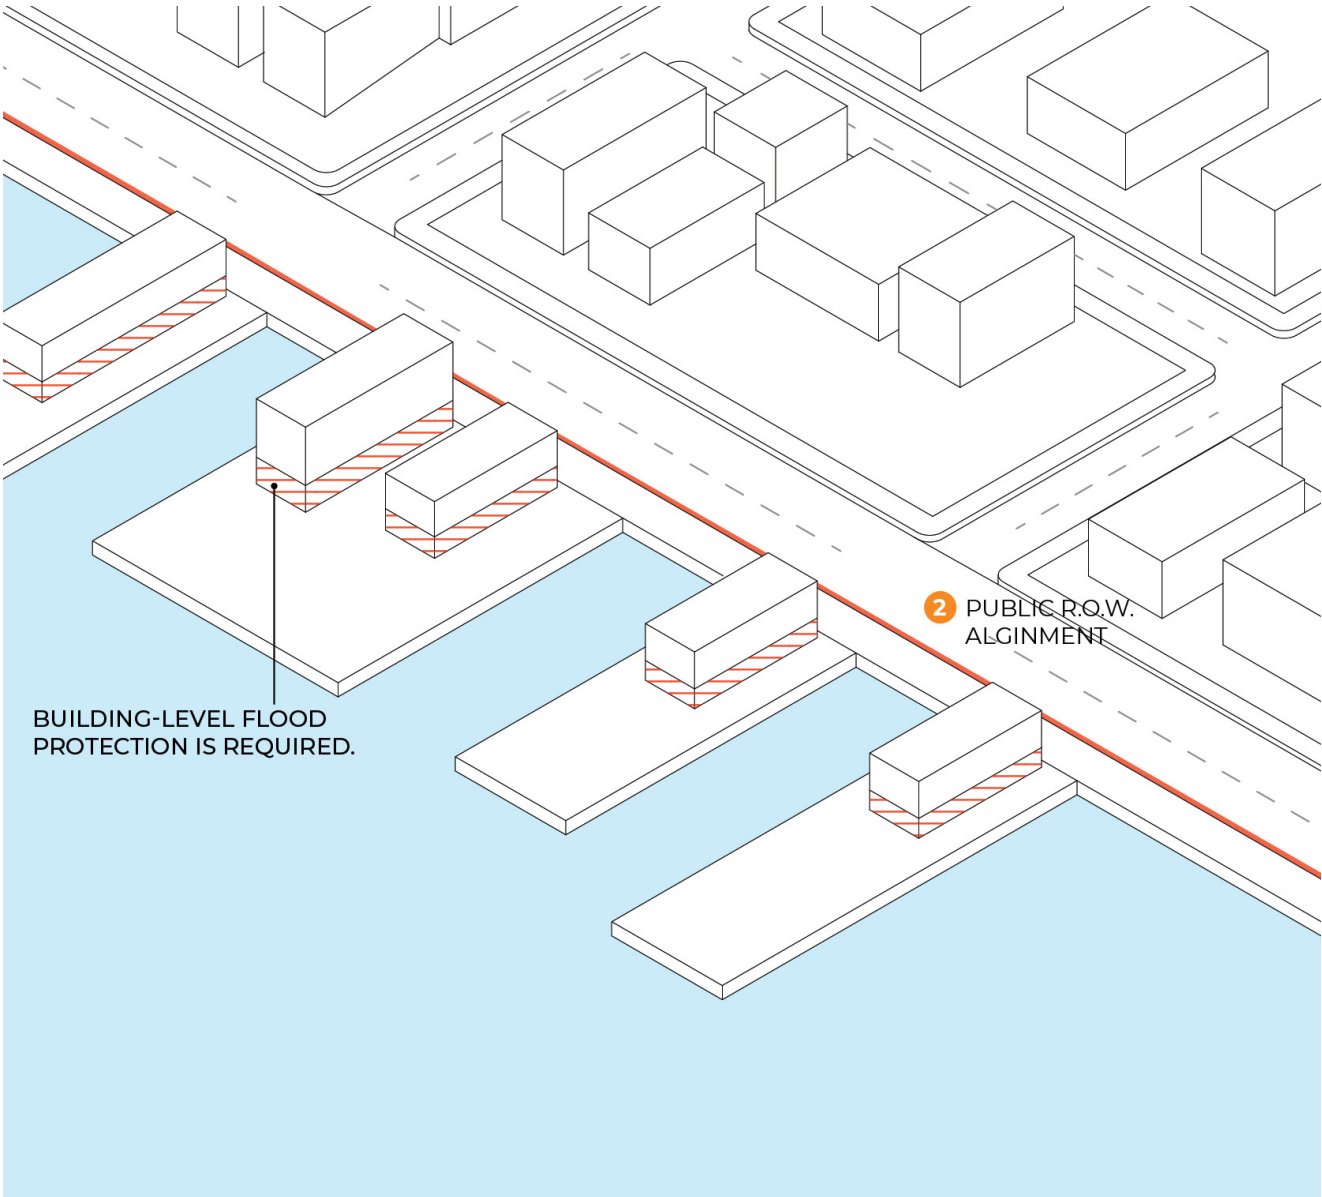 2 PUBLIC R.O.W.
ALGINMENT
BUILDING-LEVEL FLOOD
PROTECTION IS REQUIRED.